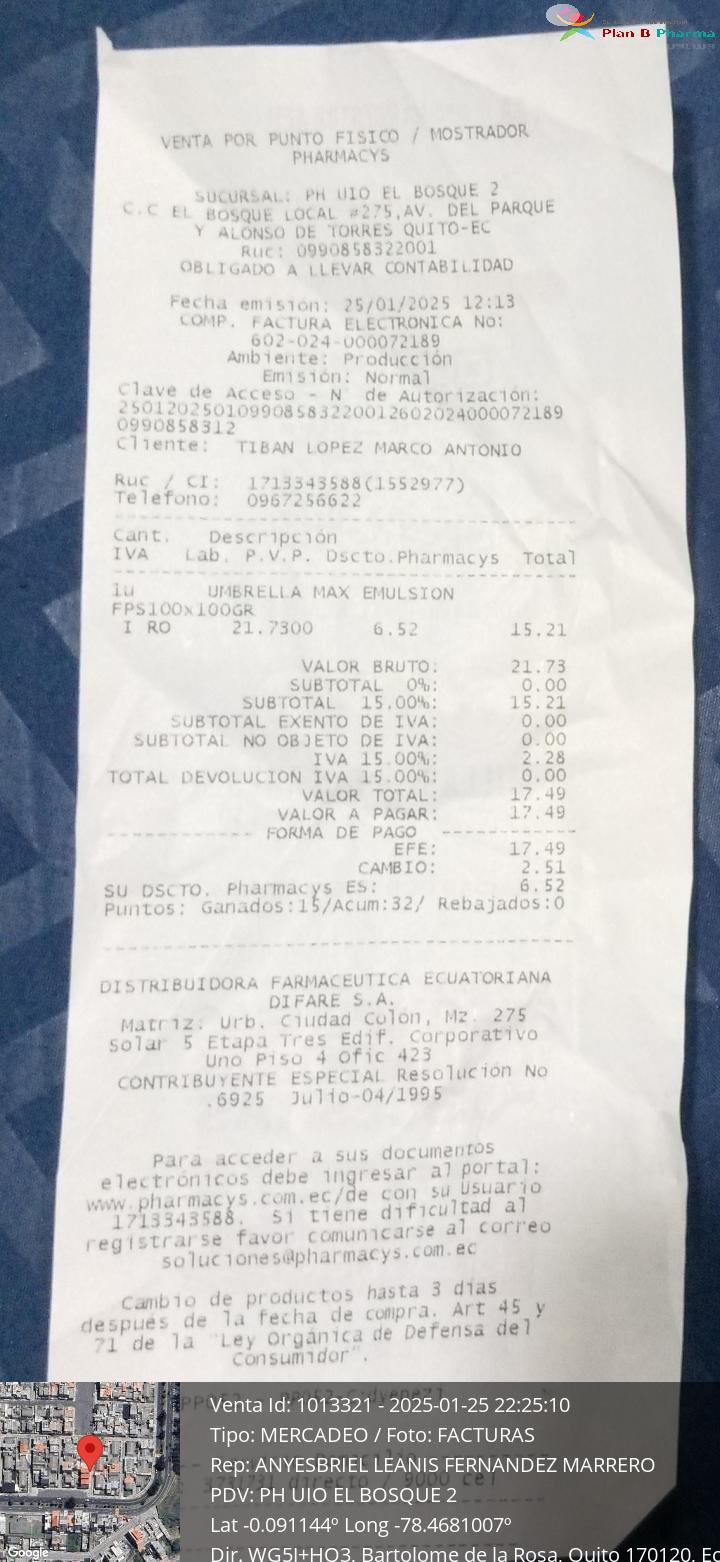 Plan B Pharma
VENTA POR PUNTO FISICO / MOSTRADOR
PHARMACYS
SUCURSAL: PH UIO EL BOSQUE 2
C.C EL BOSQUE LOCAL #275,AV. DEL PARQUE
Y ALONSO DE TORRES QUITO-EC
Ruc: 0990858322001
OBLIGADO A LLEVAR CONTABILIDAD
Fecha emisión: 25/01/2025 12:13
COMP. FACTURA ELECTRONICA No:
602-024-000072189
Ambiente: Producción
Emisión: Normal
Clave de Acceso - N° de Autorización:
250120250109908583220012602024000072189
0990858312
Cliente: TIBAN LOPEZ MARCO ANTONIO
Ruc / CI: 1713343588(1552977)
Telefono: 0967256622
Cant. Descripción
IVA Lab. P.V.P. Dscto.Pharmacys Total
1u UMBRELLA MAX EMULSION
FPS100x100GR
I RO 21.7300 6.52 15.21
VALOR BRUTO: 21.73
SUBTOTAL 0%: 0.00
SUBTOTAL 15.00%: 15.21
SUBTOTAL EXENTO DE IVA: 0.00
SUBTOTAL NO OBJETO DE IVA: 0.00
IVA 15.00%: 2.28
TOTAL DEVOLUCION IVA 15.00%: 0.00
VALOR TOTAL: 17.49
VALOR A PAGAR: 17.49
------------ FORMA DE PAGO ------------
EFE: 17.49
CAMBIO: 2.51
SU DSCTO. Pharmacys ES: 6.52
Puntos: Ganados:15/Acum:32/ Rebajados:0
DISTRIBUIDORA FARMACEUTICA ECUATORIANA
DIFARE S.A.
Matriz: Urb. Ciudad Colón, Mz. 275
Solar 5 Etapa Tres Edif. Corporativo
Uno Piso 4 Ofic 423
CONTRIBUYENTE ESPECIAL Resolución No
.6925 Julio-04/1995
Para acceder a sus documentos
electrónicos debe ingresar al portal:
www.pharmacys.com.ec/de con su Usuario
1713343588. Si tiene dificultad al
registrarse favor comunicarse al correo
soluciones@pharmacys.com.ec
Cambio de productos hasta 3 días
después de la fecha de compra. Art 45 y
71 de la "Ley Orgánica de Defensa del
Consumidor".
Venta Id: 1013321 - 2025-01-25 22:25:10
Tipo: MERCADEO / Foto: FACTURAS
Rep: ANYESBRIEL LEANIS FERNANDEZ MARRERO
PDV: PH UIO EL BOSQUE 2
Lat -0.091144º Long -78.4681007º
Dir. WG5J+HQ3, Bartolome de la Rosa, Quito 170120, Ec
Google